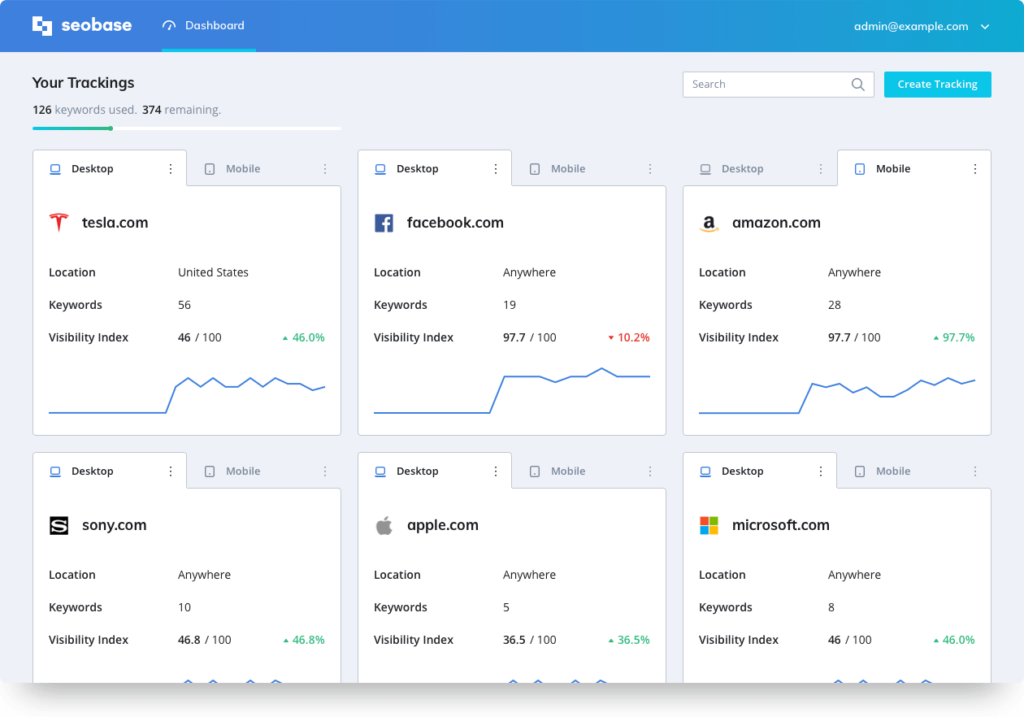 seobase
Dashboard
admin@example.com
Your Trackings
Search
Create Tracking
126 keywords used. 374 remaining.
Desktop
Mobile
tesla.com
Location United States
Keywords 56
Visibility Index 46 / 100 46.0%
Desktop
Mobile
facebook.com
Location Anywhere
Keywords 19
Visibility Index 97.7 / 100 10.2%
Desktop
Mobile
amazon.com
Location Anywhere
Keywords 28
Visibility Index 97.7 / 100 97.7%
Desktop
Mobile
sony.com
Location Anywhere
Keywords 10
Visibility Index 46.8 / 100 46.8%
Desktop
Mobile
apple.com
Location Anywhere
Keywords 5
Visibility Index 36.5 / 100 36.5%
Desktop
Mobile
microsoft.com
Location Anywhere
Keywords 8
Visibility Index 46 / 100 46.0%